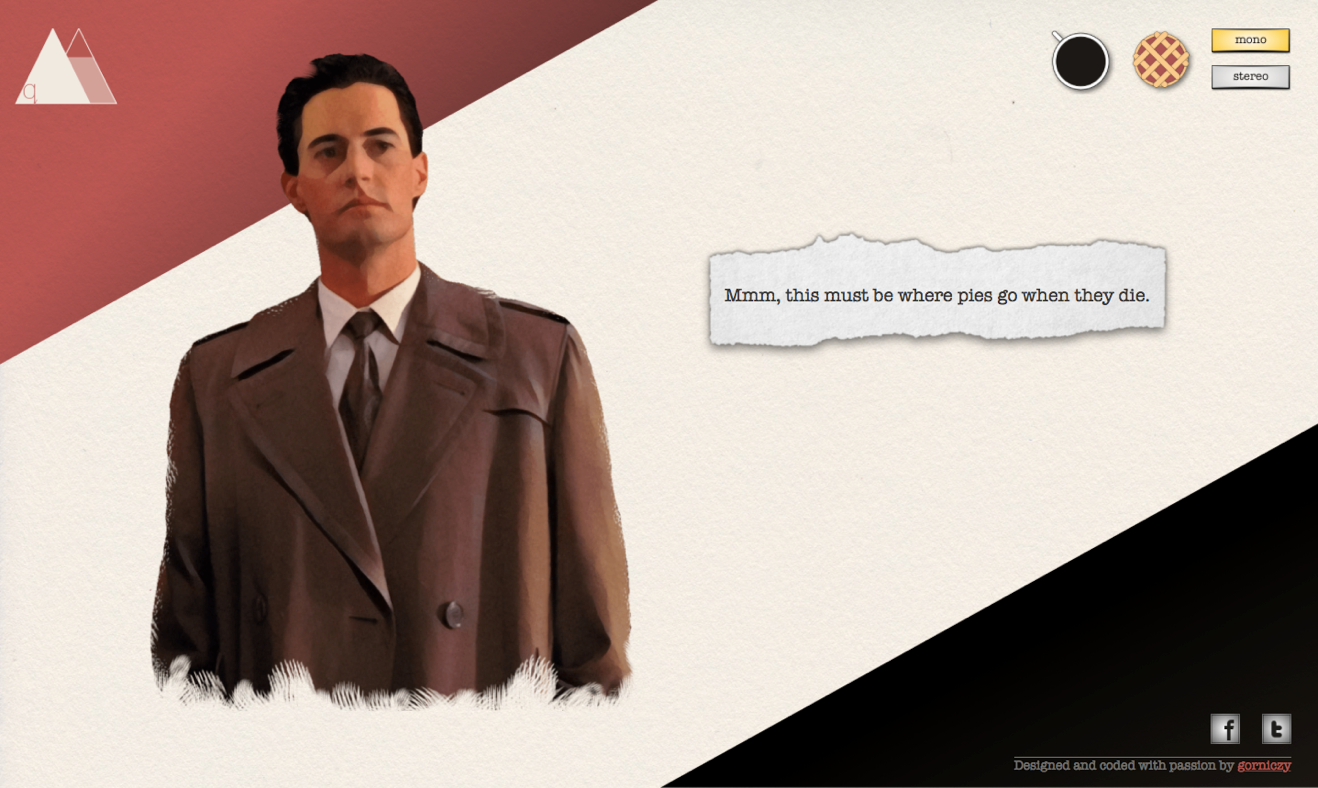 q
mono
stereo
Mmm, this must be where pies go when they die.
f
t
Designed and coded with passion by gorniczy